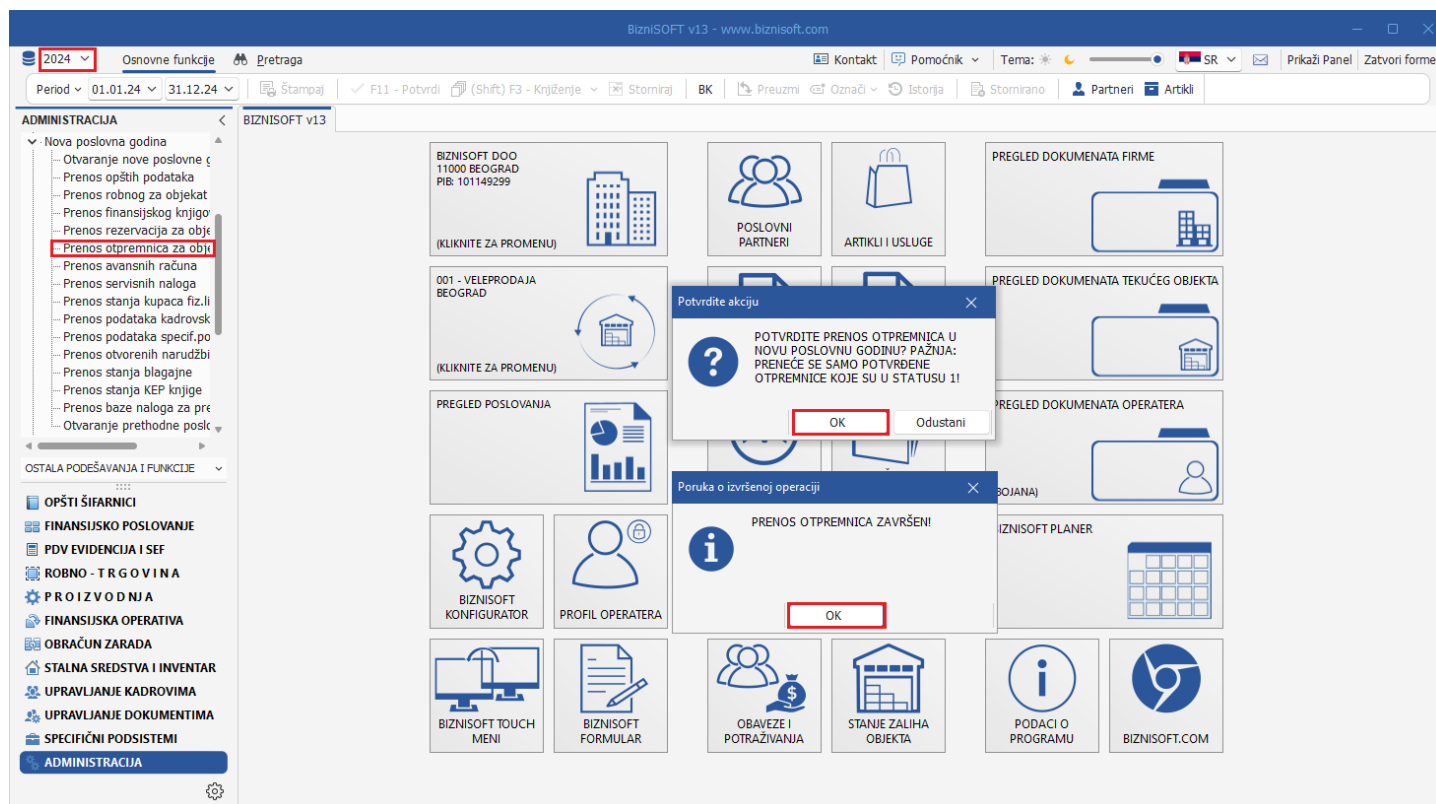 BizniSOFT v13 - www.biznisoft.com
2024
Osnovne funkcije
Pretraga
Kontakt
Pomoćnik
Tema:
SR
Prikaži Panel
Zatvori forme
Period
01.01.24
31.12.24
Štampaj
F11 - Potvrdi
(Shift) F3 - Knjiženje
Storniraj
BK
Preuzmi
Označi
Istorija
Stornirano
Partneri
Artikli
ADMINISTRACIJA
BIZNISOFT v13
Nova poslovna godina
Otvaranje nove poslovne g
Prenos opštih podataka
Prenos robnog za objekat
Prenos finansijskog knjigo
Prenos rezervacija za obje
Prenos otpremnica za obje
Prenos avansnih računa
Prenos servisnih naloga
Prenos stanja kupaca fiz.li
Prenos podataka kadrovsk
Prenos podataka specif.po
Prenos otvorenih narudžbi
Prenos stanja blagajne
Prenos stanja KEP knjige
Prenos baze naloga za pre
Otvaranje prethodne poslo
OSTALA PODEŠAVANJA I FUNKCIJE
OPŠTI ŠIFARNICI
FINANSIJSKO POSLOVANJE
PDV EVIDENCIJA I SEF
ROBNO - T R G O V I N A
P R O I Z V O D NJ A
FINANSIJSKA OPERATIVA
OBRAČUN ZARADA
STALNA SREDSTVA I INVENTAR
UPRAVLJANJE KADROVIMA
UPRAVLJANJE DOKUMENTIMA
SPECIFIČNI PODSISTEMI
ADMINISTRACIJA
BIZNISOFT DOO
11000 BEOGRAD
PIB: 101149299
(KLIKNITE ZA PROMENU)
POSLOVNI
PARTNERI
ARTIKLI I USLUGE
PREGLED DOKUMENATA FIRME
001 - VELEPRODAJA
BEOGRAD
(KLIKNITE ZA PROMENU)
PREGLED DOKUMENATA TEKUĆEG OBJEKTA
Potvrdite akciju
POTVRDITE PRENOS OTPREMNICA U
NOVU POSLOVNU GODINU? PAŽNJA:
PRENEĆE SE SAMO POTVRĐENE
OTPREMNICE KOJE SU U STATUSU 1!
OK
Odustani
PREGLED POSLOVANJA
PREGLED DOKUMENATA OPERATERA
BOJANA)
Poruka o izvršenoj operaciji
PRENOS OTPREMNICA ZAVRŠEN!
OK
BIZNISOFT
KONFIGURATOR
PROFIL OPERATERA
BIZNISOFT PLANER
BIZNISOFT TOUCH
MENI
BIZNISOFT
FORMULAR
OBAVEZE I
POTRAŽIVANJA
STANJE ZALIHA
OBJEKTA
PODACI O
PROGRAMU
BIZNISOFT.COM